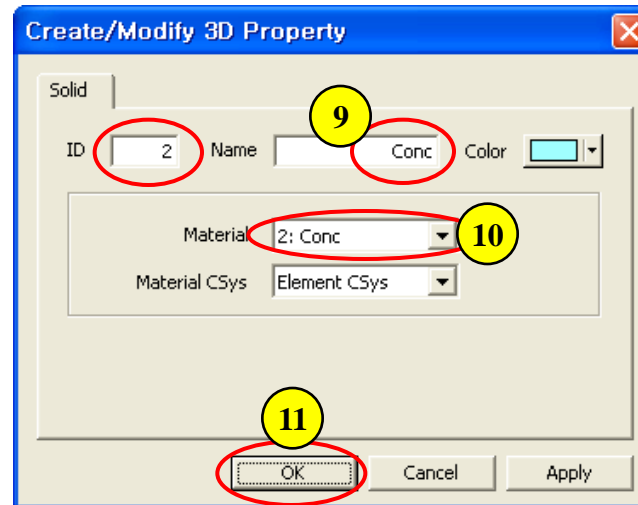 Create/Modify 3D Property
Solid
9
ID 2 Name Conc Color
Material 2: Conc 10
Material CSys Element CSys
11
OK Cancel Apply